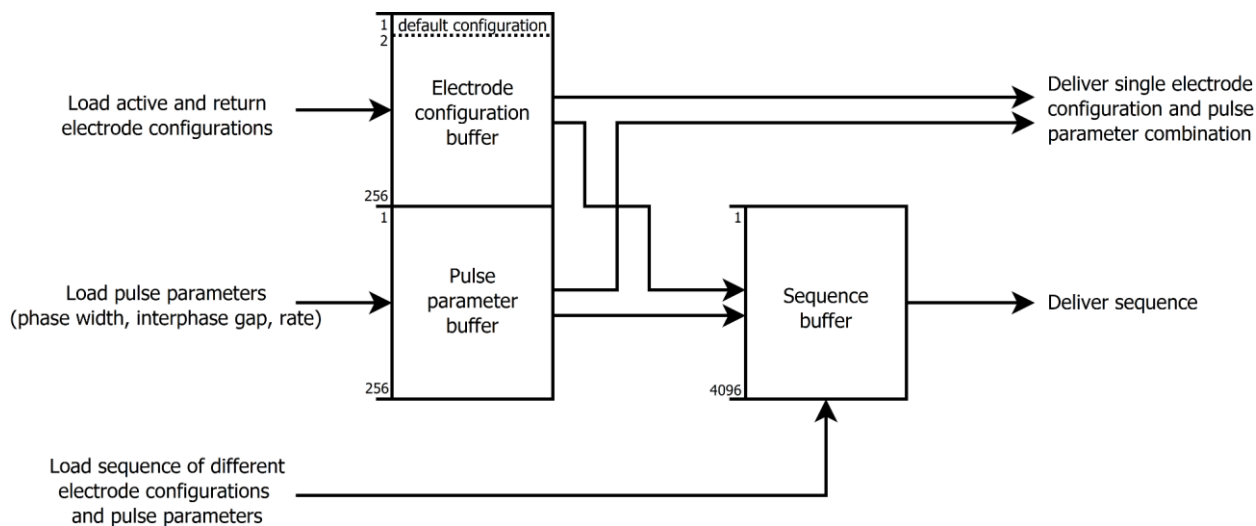 1
default configuration
2
Load active and return
electrode configurations
Electrode
configuration
buffer
256
Deliver single electrode
configuration and pulse
parameter combination
1
Load pulse parameters
(phase width, interphase gap, rate)
Pulse
parameter
buffer
256
1
Sequence
buffer
4096
Deliver sequence
Load sequence of different
electrode configurations
and pulse parameters